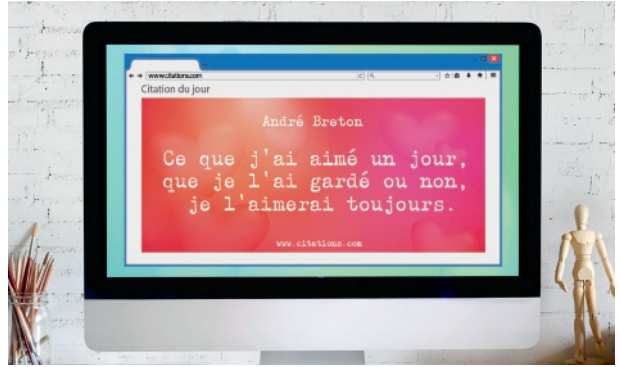 www.citations.com
Citation du jour
André Breton
Ce que j'ai aimé un jour,
que je l'ai gardé ou non,
je l'aimerai toujours.
www.citations.com